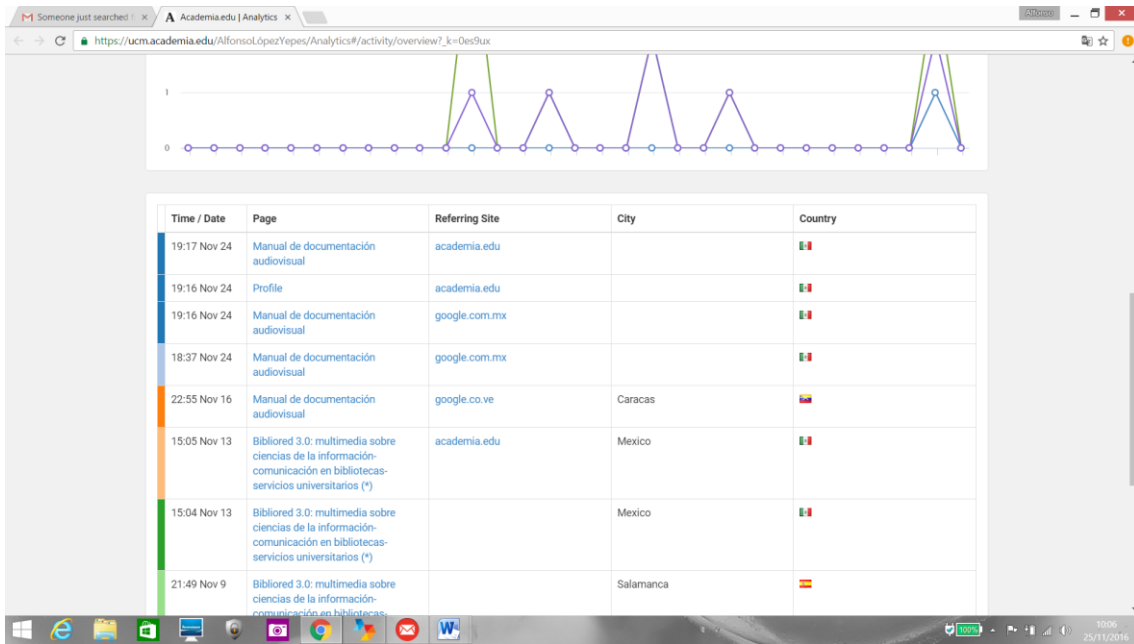 Someone just searched f
Academia.edu | Analytics
Alfonso
https://ucm.academia.edu/AlfonsoLópezYepes/Analytics#/activity/overview?_k=0es9ux
1
0
Time / Date Page Referring Site City Country
19:17 Nov 24 Manual de documentación academia.edu
audiovisual
19:16 Nov 24 Profile academia.edu
19:16 Nov 24 Manual de documentación google.com.mx
audiovisual
18:37 Nov 24 Manual de documentación google.com.mx
audiovisual
22:55 Nov 16 Manual de documentación google.co.ve Caracas
audiovisual
15:05 Nov 13 Bibliored 3.0: multimedia sobre academia.edu Mexico
ciencias de la información-
comunicación en bibliotecas-
servicios universitarios (*)
15:04 Nov 13 Bibliored 3.0: multimedia sobre Mexico
ciencias de la información-
comunicación en bibliotecas-
servicios universitarios (*)
21:49 Nov 9 Bibliored 3.0: multimedia sobre Salamanca
ciencias de la información-
comunicación en bibliotecas-
100%
10:06
25/11/2016